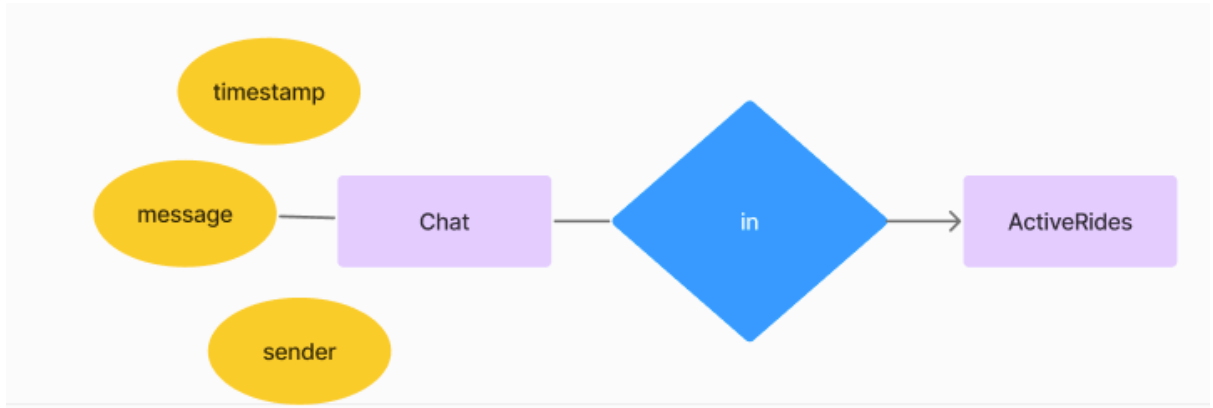 timestamp
message
Chat
in
ActiveRides
sender